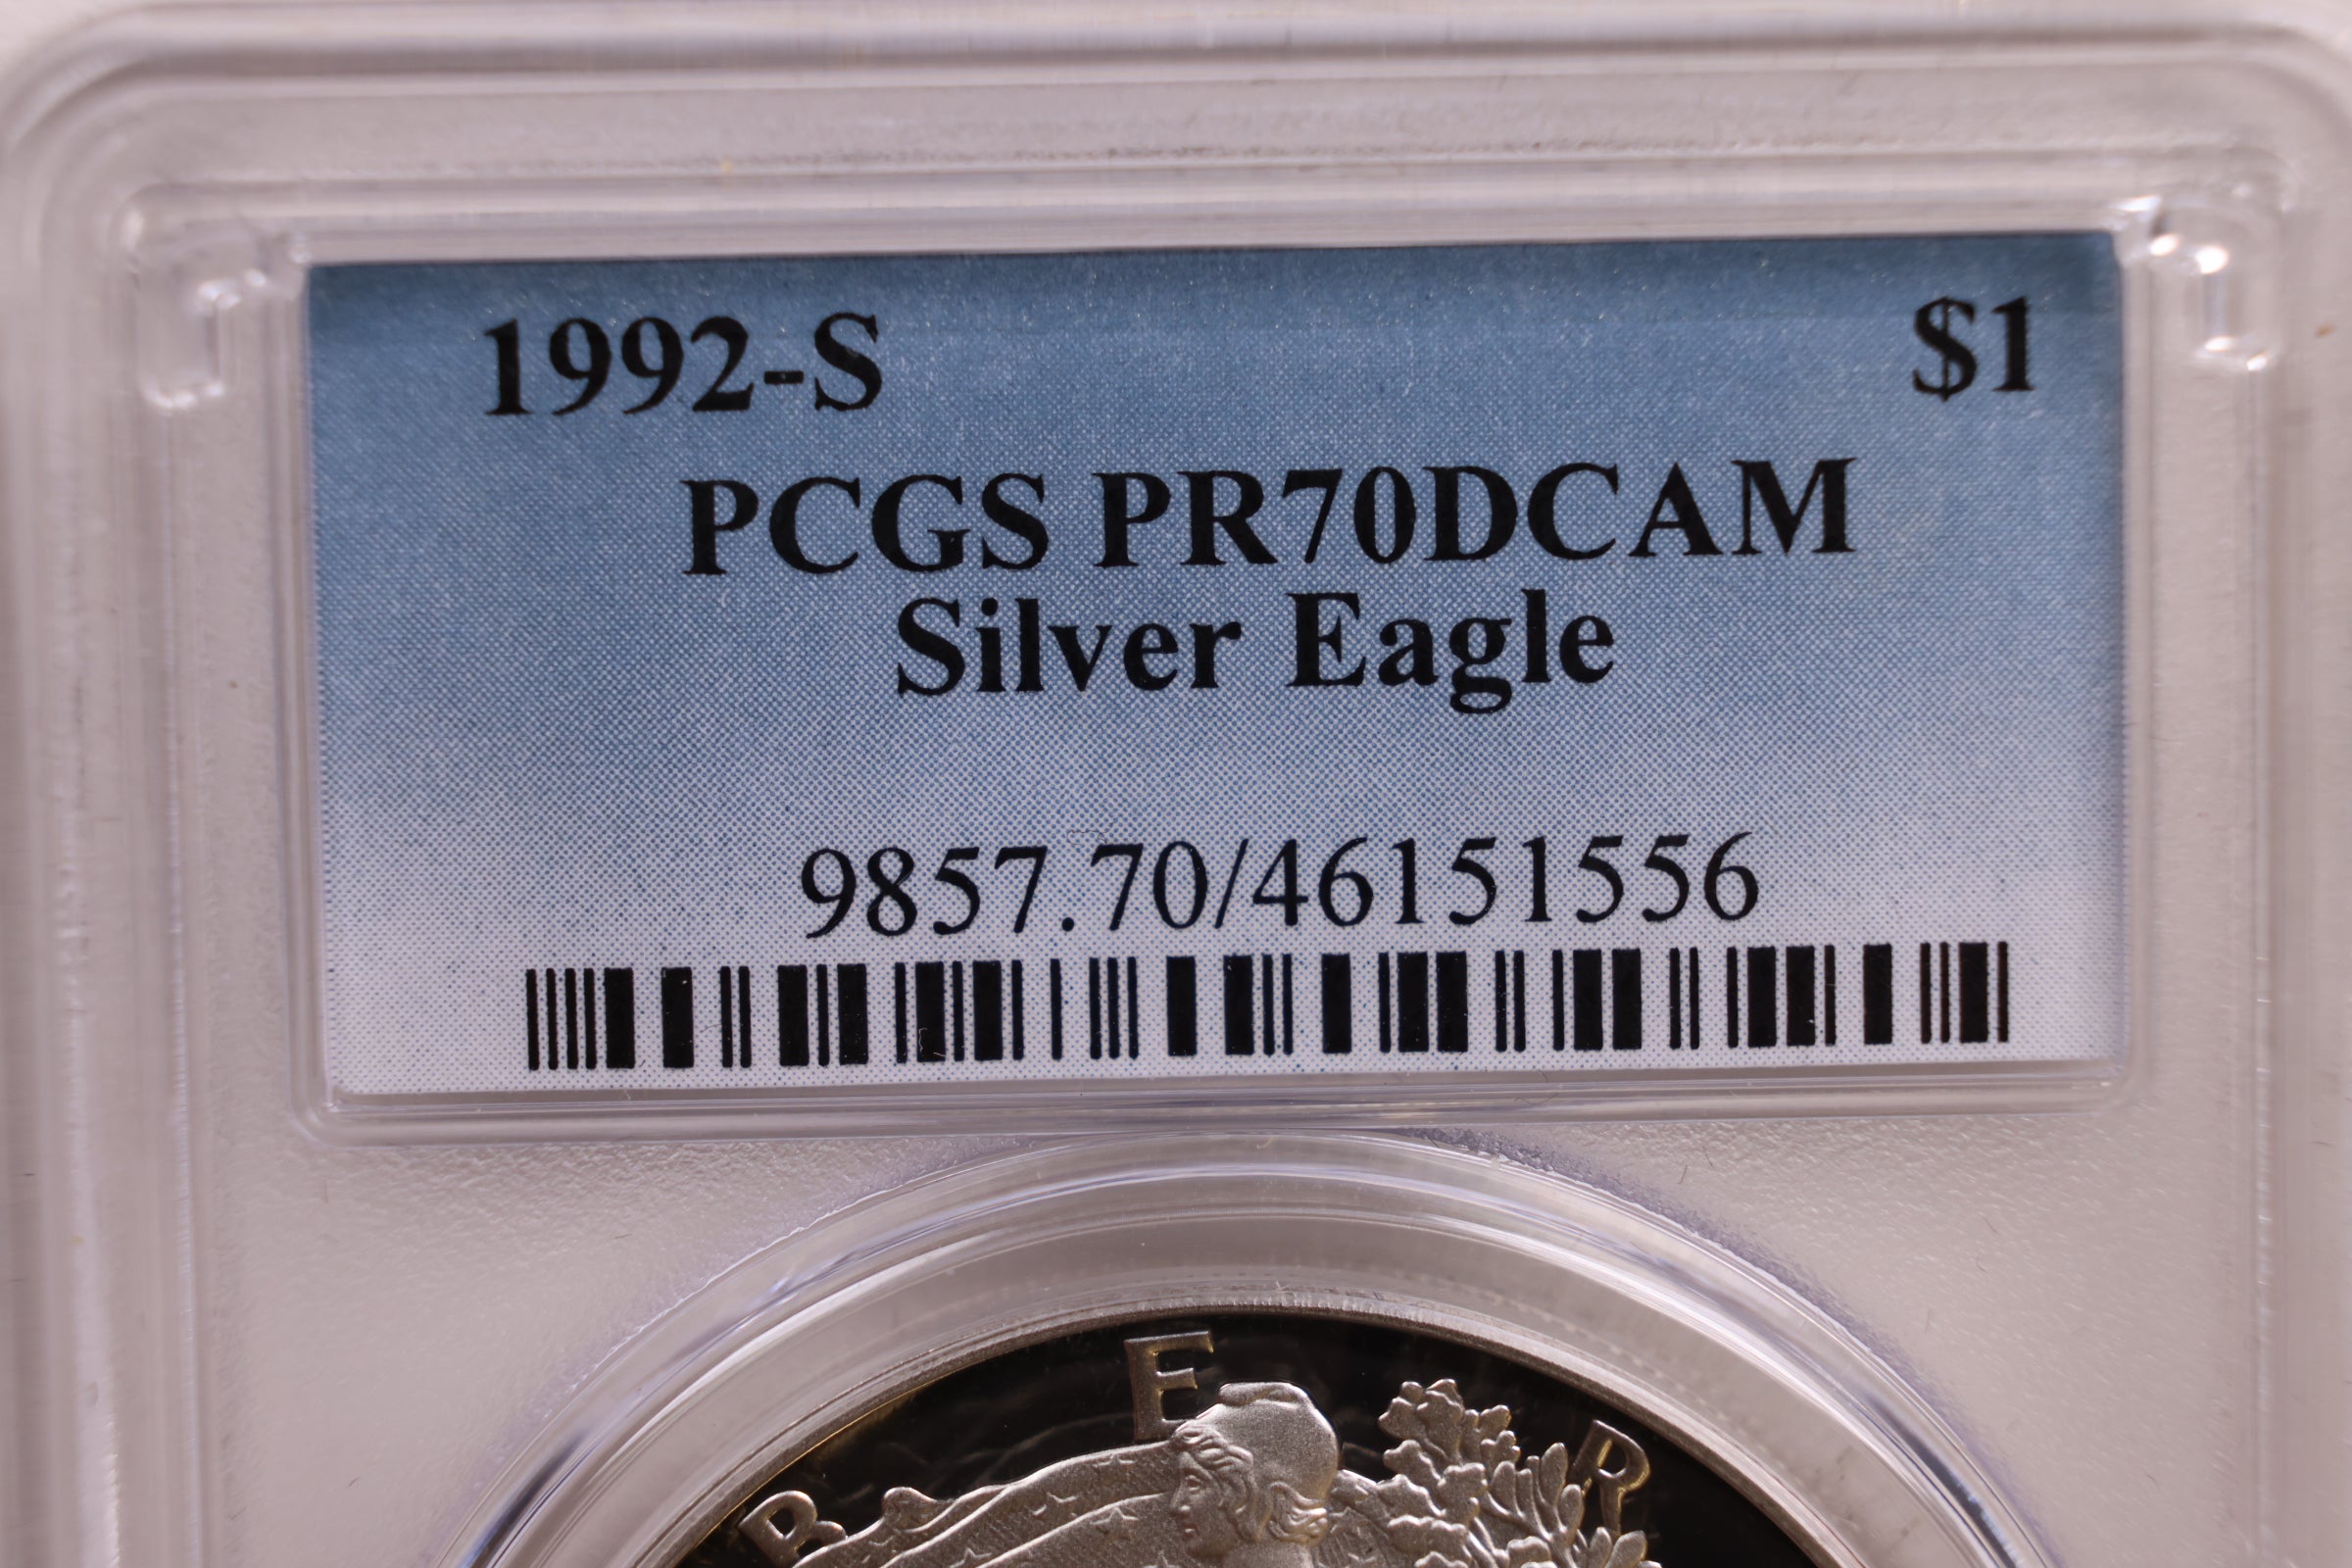 1992-S $1
PCGS PR70DCAM
Silver Eagle
9857.70/46151556
B E R